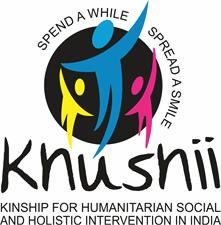 SPEND A WHILE
SPREAD A SMILE
Khushii
KINSHIP FOR HUMANITARIAN SOCIAL
AND HOLISTIC INTERVENTION IN INDIA